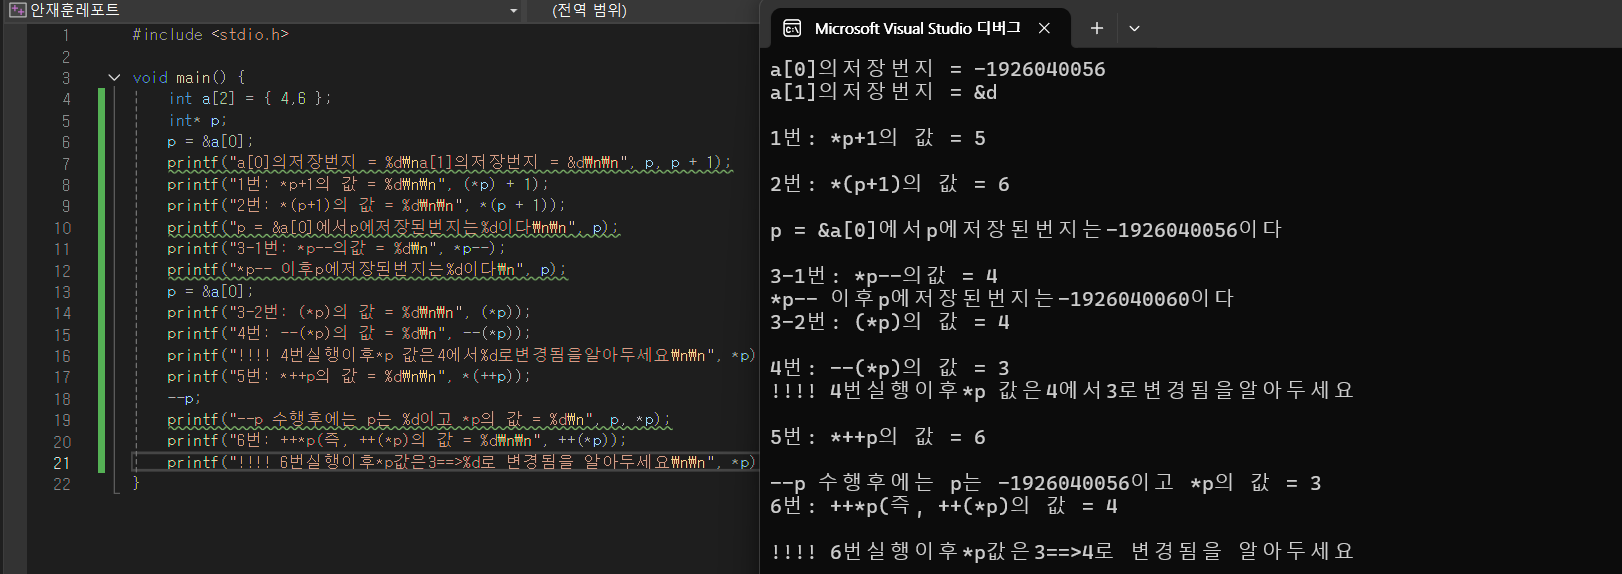 안재훈레포트
(전역 범위)
1 #include <stdio.h>
2
3 void main() {
4 int a[2] = { 4,6 };
5 int* p;
6 p = &a[0];
7 printf("a[0]의저장번지 = %d₩na[1]의저장번지 = &d₩n₩n", p, p + 1);
8 printf("1번: *p+1의 값 = %d₩n₩n", (*p) + 1);
9 printf("2번: *(p+1)의 값 = %d₩n₩n", *(p + 1));
10 printf("p = &a[0]에서p에저장된번지는%d이다₩n₩n", p);
11 printf("3-1번: *p--의값 = %d₩n", *p--);
12 printf("*p-- 이후p에저장된번지는%d이다₩n", p);
13 p = &a[0];
14 printf("3-2번: (*p)의 값 = %d₩n₩n", (*p));
15 printf("4번: --(*p)의 값 = %d₩n", --(*p));
16 printf("!!!! 4번실행이후*p 값은4에서%d로변경됨을알아두세요₩n₩n", *p)
17 printf("5번: *++p의 값 = %d₩n₩n", *(++p));
18 --p;
19 printf("--p 수행후에는 p는 %d이고 *p의 값 = %d₩n", p, *p);
20 printf("6번: ++*p(즉, ++(*p)의 값 = %d₩n₩n", ++(*p));
21 printf("!!!! 6번실행이후*p값은3==>%d로 변경됨을 알아두세요₩n₩n", *p)
22 }
Microsoft Visual Studio 디버그
a[0]의저장번지 = -1926040056
a[1]의저장번지 = &d
1번: *p+1의 값 = 5
2번: *(p+1)의 값 = 6
p = &a[0]에서p에저장된번지는-1926040056이다
3-1번: *p--의값 = 4
*p-- 이후p에저장된번지는-1926040060이다
3-2번: (*p)의 값 = 4
4번: --(*p)의 값 = 3
!!!! 4번실행이후*p 값은4에서3로변경됨을알아두세요
5번: *++p의 값 = 6
--p 수행후에는 p는 -1926040056이고 *p의 값 = 3
6번: ++*p(즉, ++(*p)의 값 = 4
!!!! 6번실행이후*p값은3==>4로 변경됨을 알아두세요